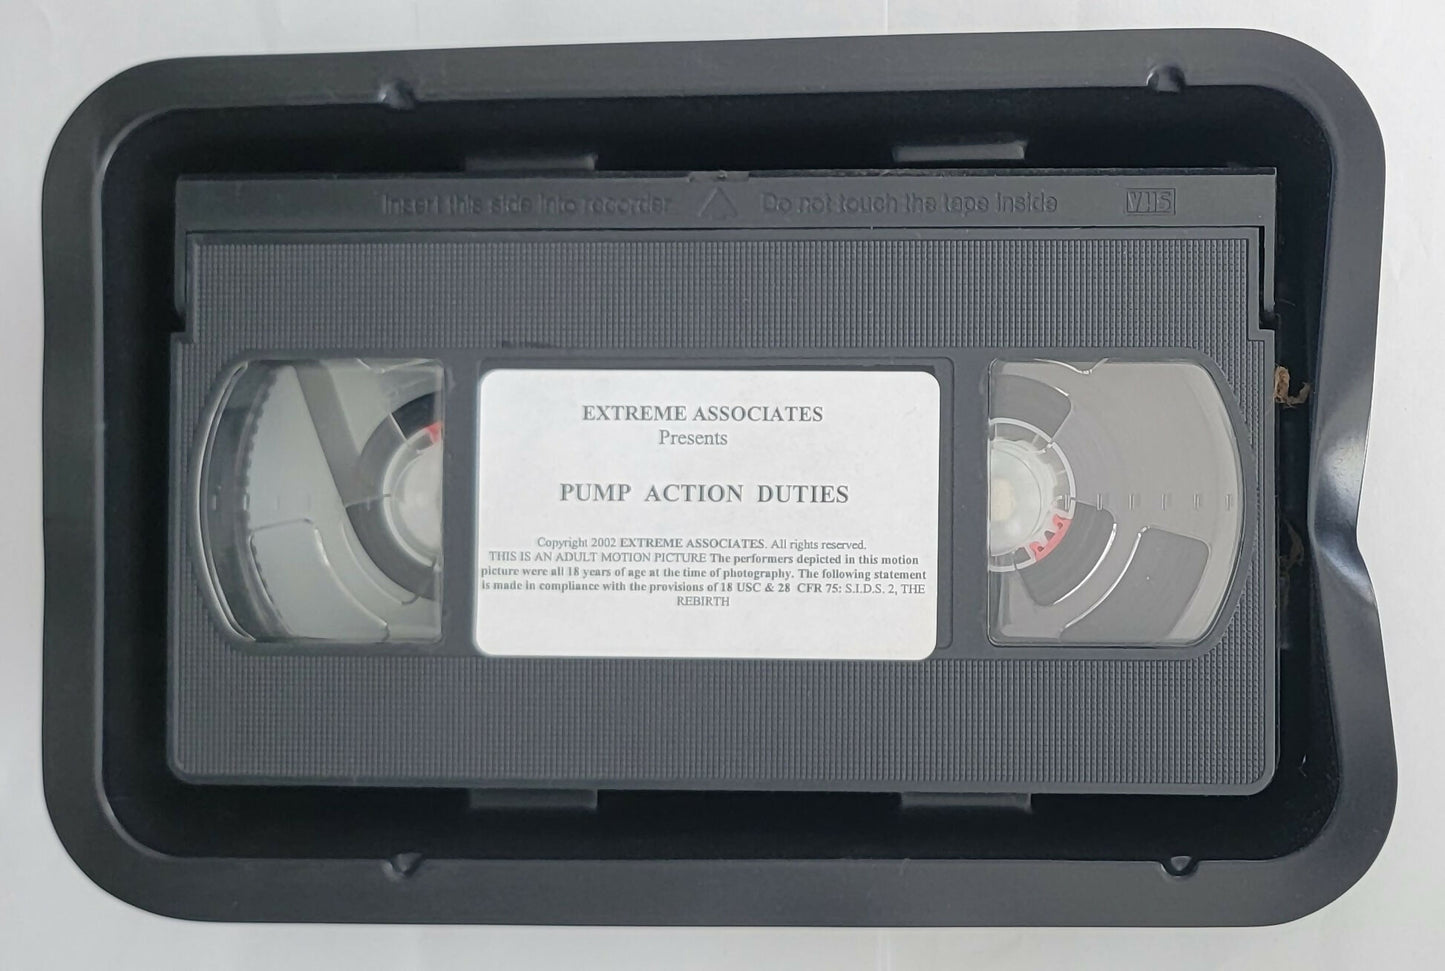 Insert this side into recorder Do not touch the tape inside VHS
EXTREME ASSOCIATES
Presents
PUMP ACTION DUTIES
Copyright 2002 EXTREME ASSOCIATES. All rights reserved.
THIS IS AN ADULT MOTION PICTURE The performers depicted in this motion
picture were all 18 years of age at the time of photography. The following statement
is made in compliance with the provisions of 18 USC & 28 CFR 75: S.I.D.S. 2, THE
REBIRTH